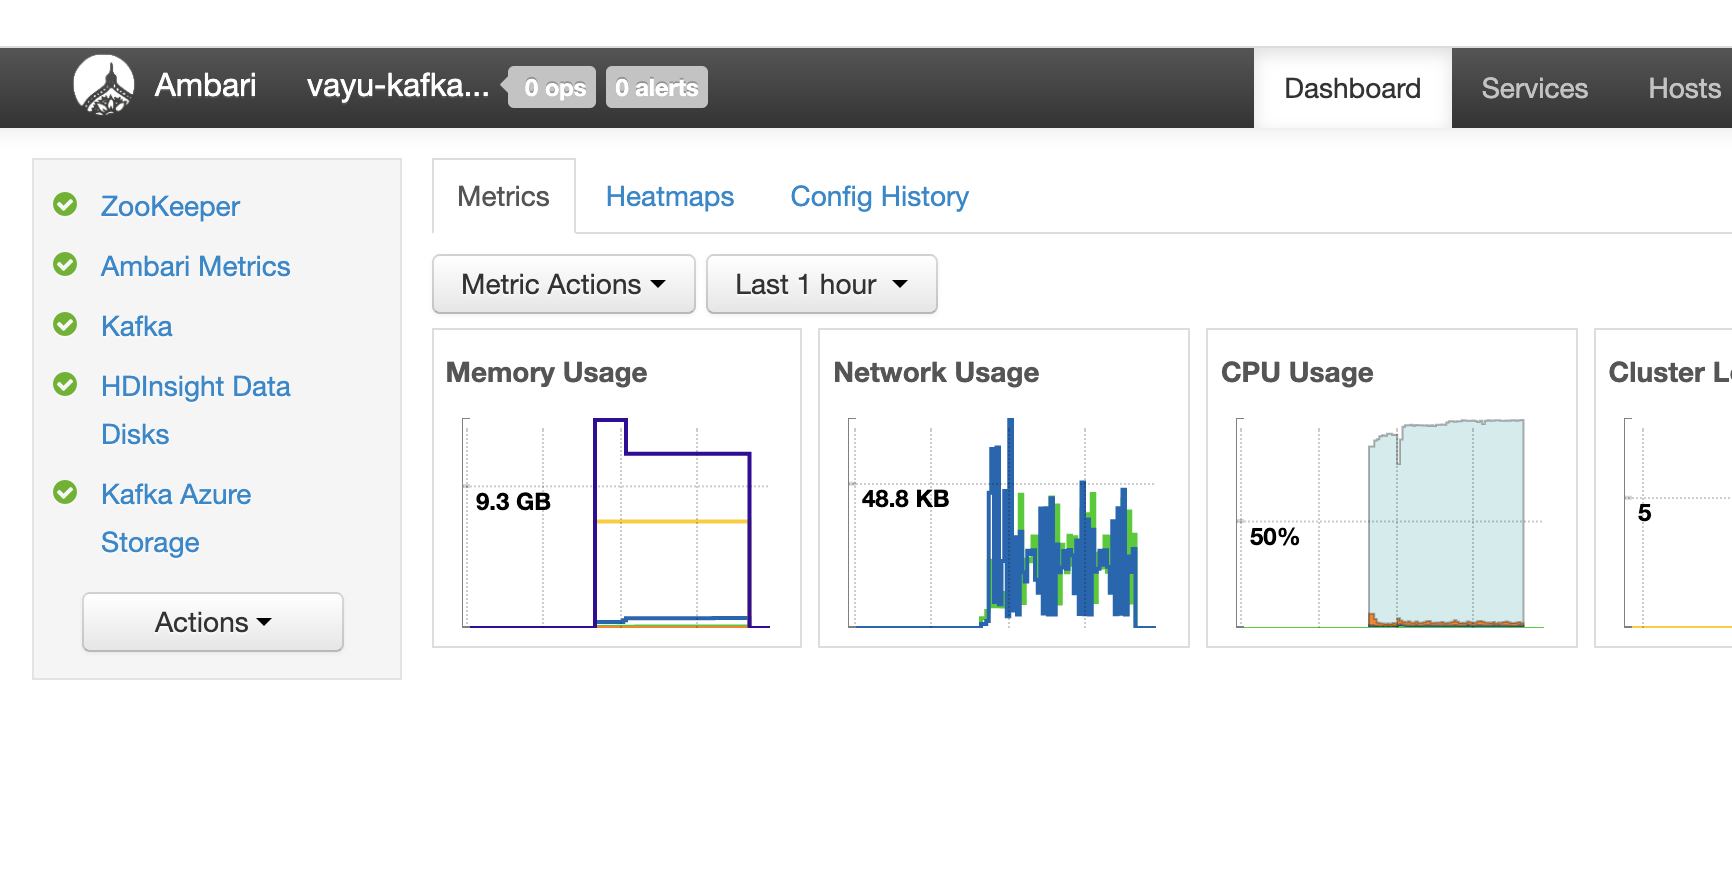 Ambari vayu-kafka... 0 ops 0 alerts Dashboard Services Hosts
ZooKeeper
Ambari Metrics
Kafka
HDInsight Data
Disks
Kafka Azure
Storage
Actions
Metrics Heatmaps Config History
Metric Actions Last 1 hour
Memory Usage
9.3 GB
Network Usage
48.8 KB
CPU Usage
50%
Cluster
5